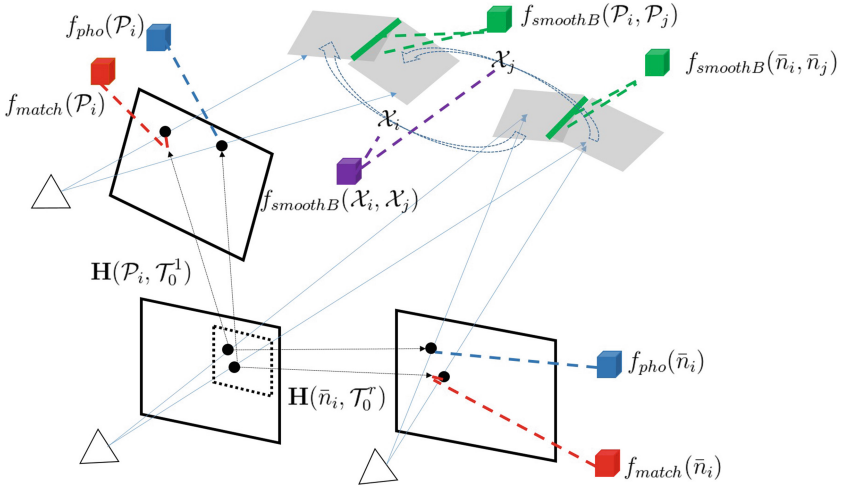 f_{smoothB}(\mathcal{P}_i, \mathcal{P}_j)
f_{pho}(\mathcal{P}_i)
\mathcal{X}_j
f_{smoothB}(\bar{n}_i, \bar{n}_j)
f_{match}(\mathcal{P}_i)
\mathcal{X}_i
f_{smoothB}(\mathcal{X}_i, \mathcal{X}_j)
\mathbf{H}(\mathcal{P}_i, \mathcal{T}_0^1)
f_{pho}(\bar{n}_i)
\mathbf{H}(\bar{n}_i, \mathcal{T}_0^r)
f_{match}(\bar{n}_i)